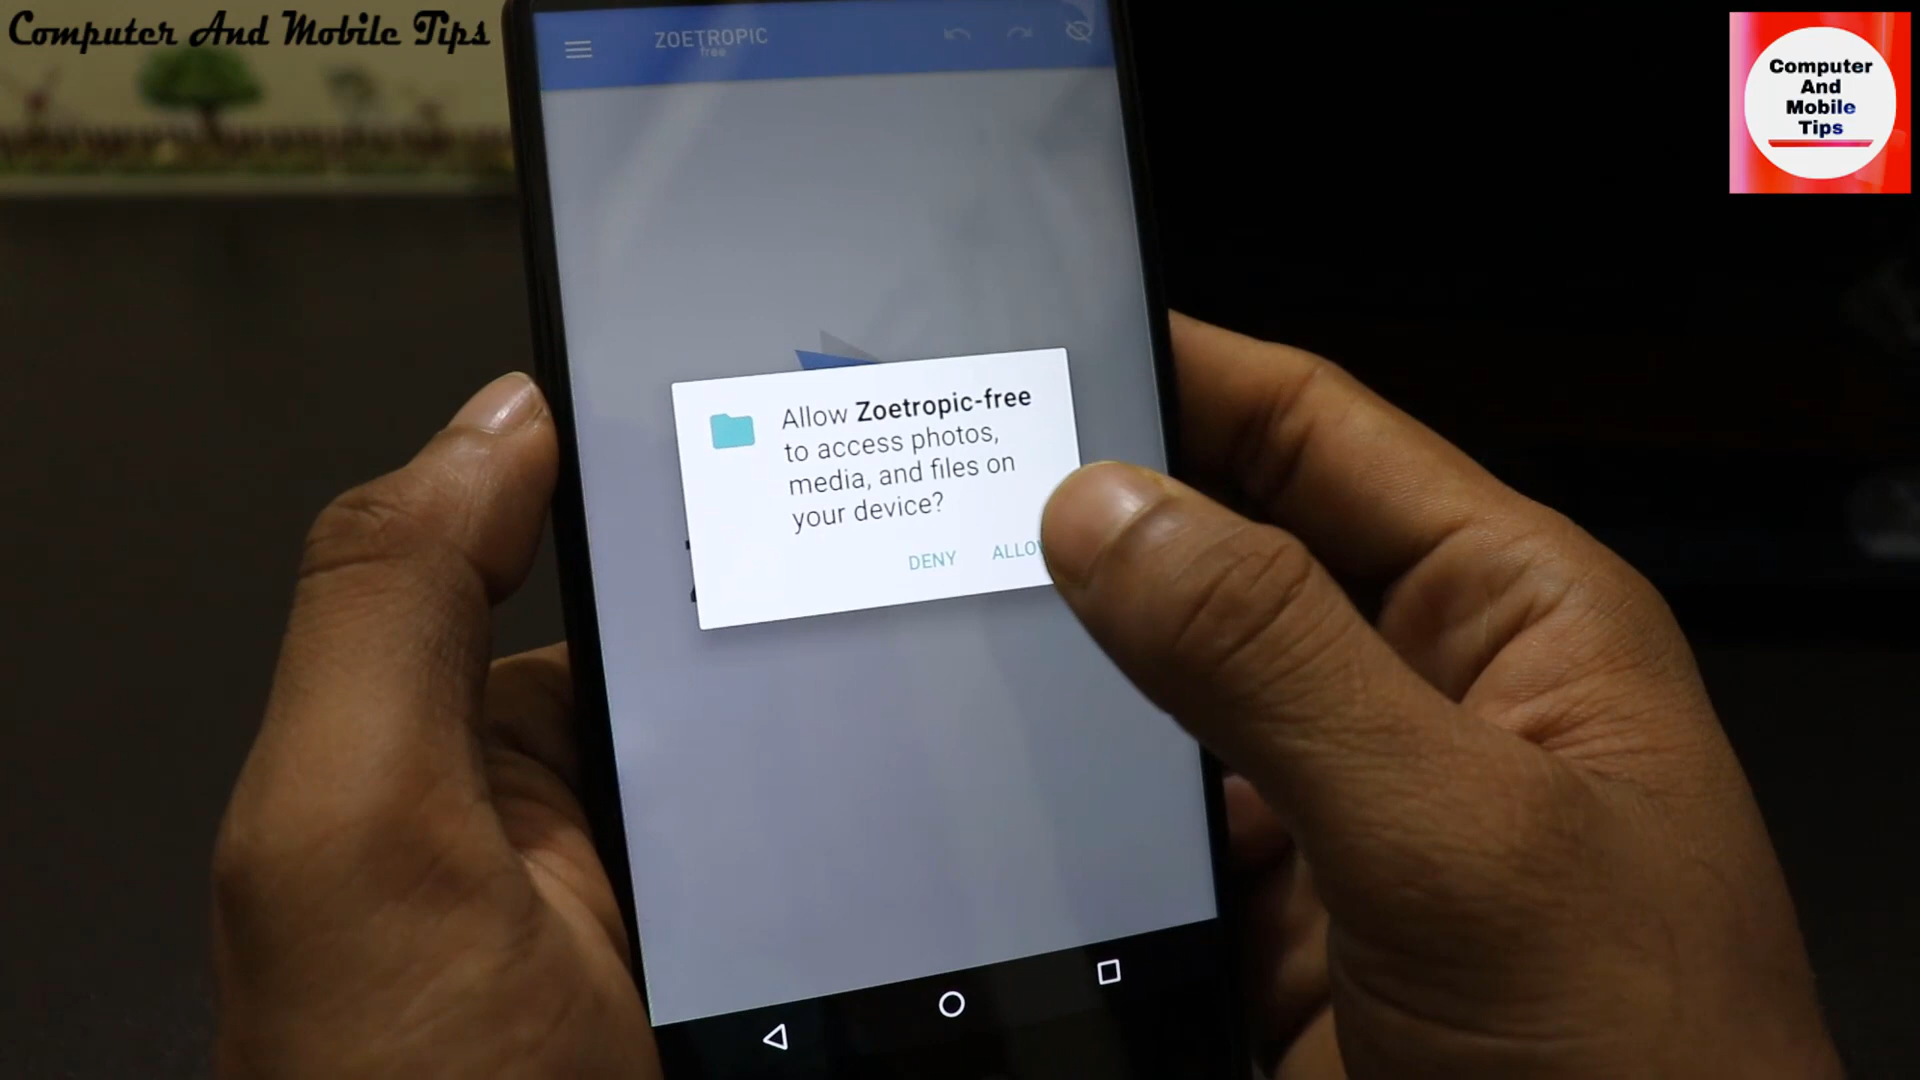 Computer And Mobile Tips
Computer
And
Mobile
Tips
ZOETROPIC
free
Allow Zoetropic-free
to access photos,
media, and files on
your device?
DENY ALLO